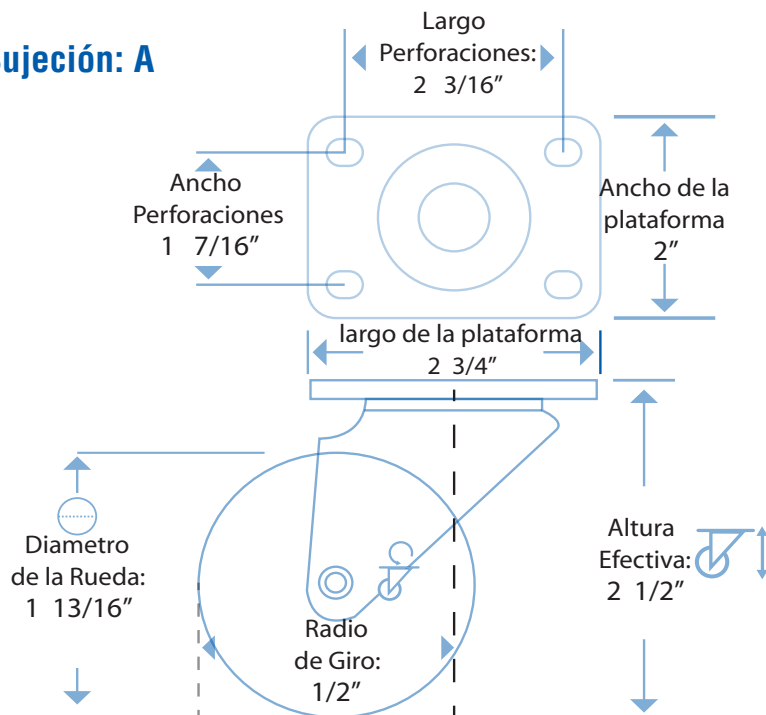 ujeción: A
Largo
Perforaciones:
2 3/16”
Ancho
Perforaciones
1 7/16”
Ancho de la
plataforma
2”
largo de la plataforma
2 3/4”
Diametro
de la Rueda:
1 13/16”
Altura
Efectiva:
2 1/2”
Radio
de Giro:
1/2”